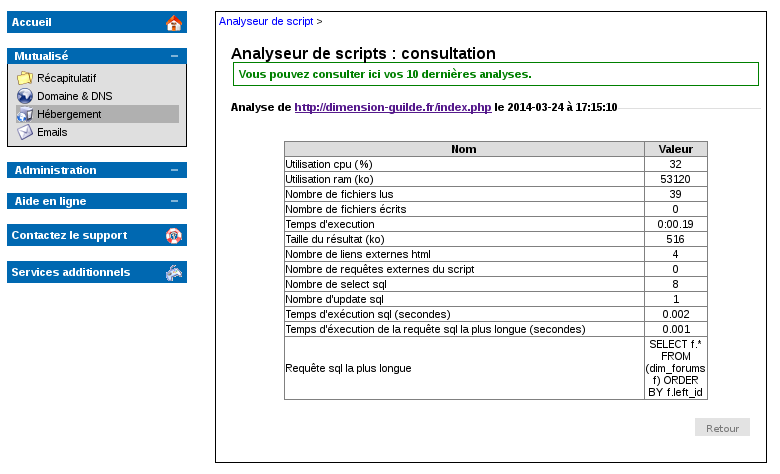 Accueil
Mutualisé
Récapitulatif
Domaine & DNS
Hébergement
Emails
Administration
Aide en ligne
Contactez le support
Services additionnels
Analyseur de script >
Analyseur de scripts : consultation
Vous pouvez consulter ici vos 10 dernières analyses.
Analyse de http://dimension-guilde.fr/index.php le 2014-03-24 à 17:15:10
Nom Valeur
Utilisation cpu (%) 32
Utilisation ram (ko) 53120
Nombre de fichiers lus 39
Nombre de fichiers écrits 0
Temps d'execution 0:00.19
Taille du résultat (ko) 516
Nombre de liens externes html 4
Nombre de requêtes externes du script 0
Nombre de select sql 8
Nombre d'update sql 1
Temps d'exécution sql (secondes) 0.002
Temps d'éxecution de la requête sql la plus longue (secondes) 0.001
Requête sql la plus longue
SELECT f.*
FROM
(dim_forums
f) ORDER
BY f.left_id
Retour